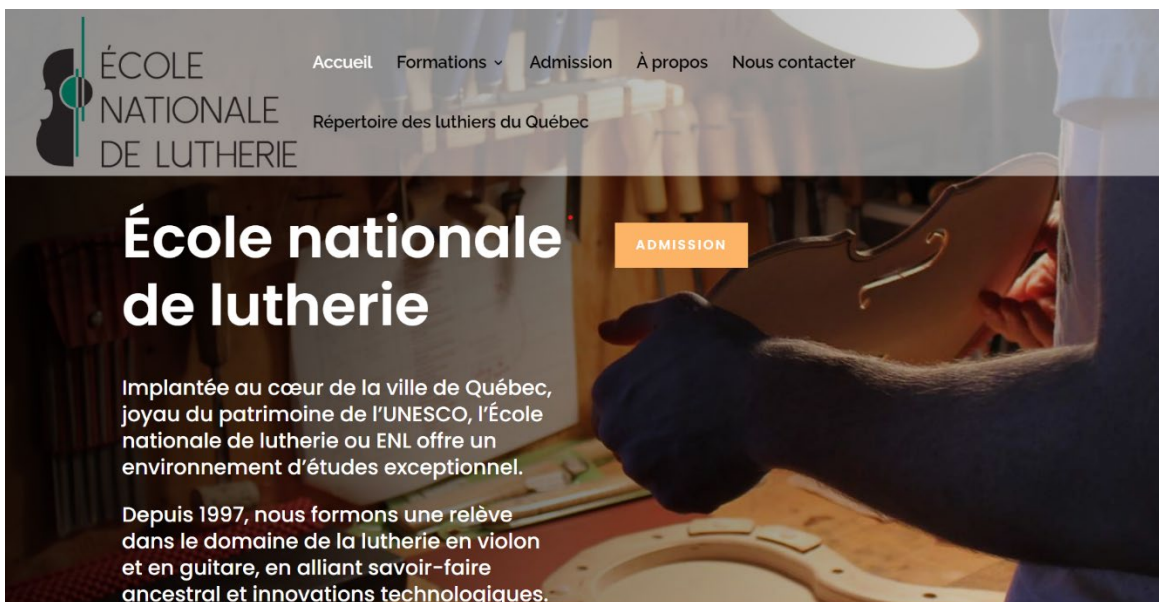 ÉCOLE
NATIONALE
DE LUTHERIE
Accueil Formations Admission À propos Nous contacter
Répertoire des luthiers du Québec
École nationale
de lutherie
ADMISSION
Implantée au cœur de la ville de Québec,
joyau du patrimoine de l'UNESCO, l'École
nationale de lutherie ou ENL offre un
environnement d'études exceptionnel.
Depuis 1997, nous formons une relève
dans le domaine de la lutherie en violon
et en guitare, en alliant savoir-faire
ancestral et innovations technologiques.